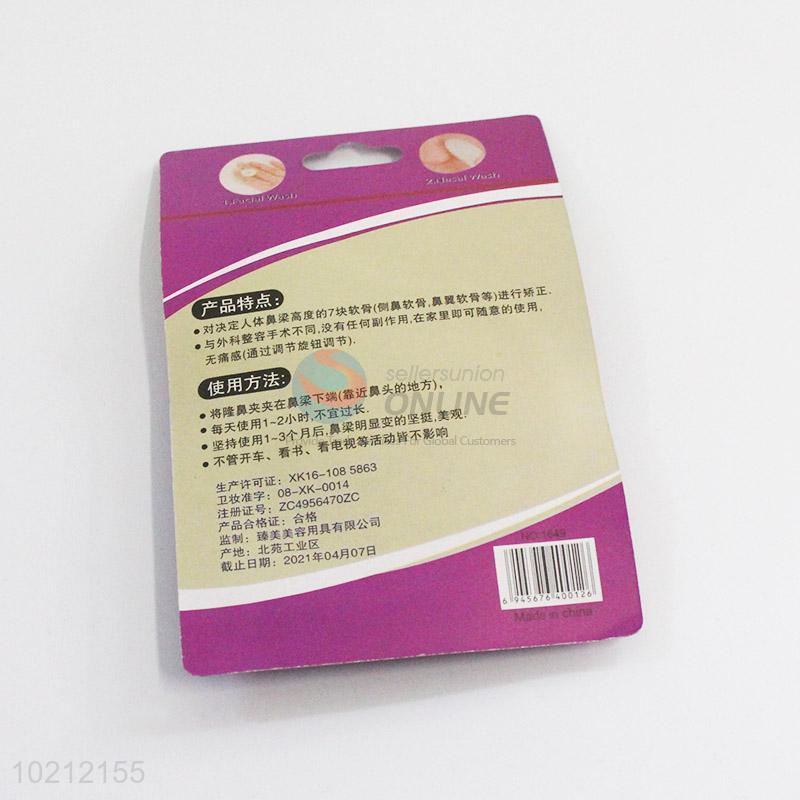 1.Facial Wash
2.Nasal Wash
产品特点:
• 对决定人体鼻梁高度的7块软骨(侧鼻软骨,鼻翼软骨等)进行矫正.
• 与外科整容手术不同,没有任何副作用,在家里即可随意的使用,
无痛感(通过调节旋钮调节).
使用方法:
• 将隆鼻夹夹在鼻梁下端(靠近鼻头的地方),
• 每天使用1~2小时,不宜过长.
• 坚持使用1~3个月后,鼻梁明显变的坚挺,美观.
• 不管开车、看书、看电视等活动皆不影响
sellersunion
ONLINE
For Global Customers
生产许可证: XK16-108 5863
卫妆准字: 08-XK-0014
注册证号: ZC4956470ZC
产品合格证: 合格
监制: 臻美美容用具有限公司
产地: 北苑工业区
截止日期: 2021年04月07日
NO:1649
6 945676 400126
Made in china
10212155